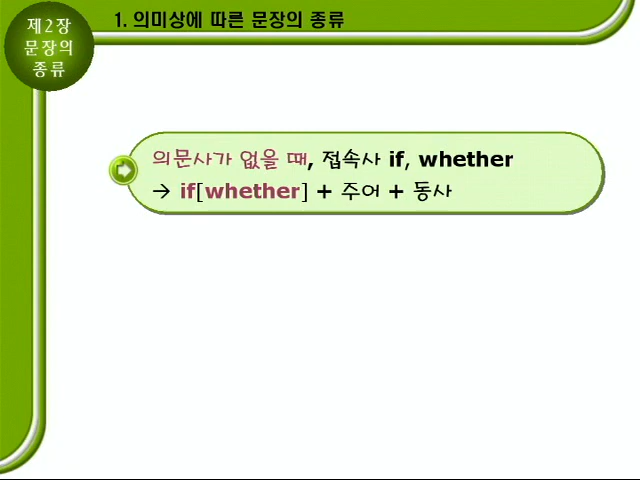 제2장
문장의
종류
1. 의미상에 따른 문장의 종류
의문사가 없을 때, 접속사 if, whether
→ if[whether] + 주어 + 동사